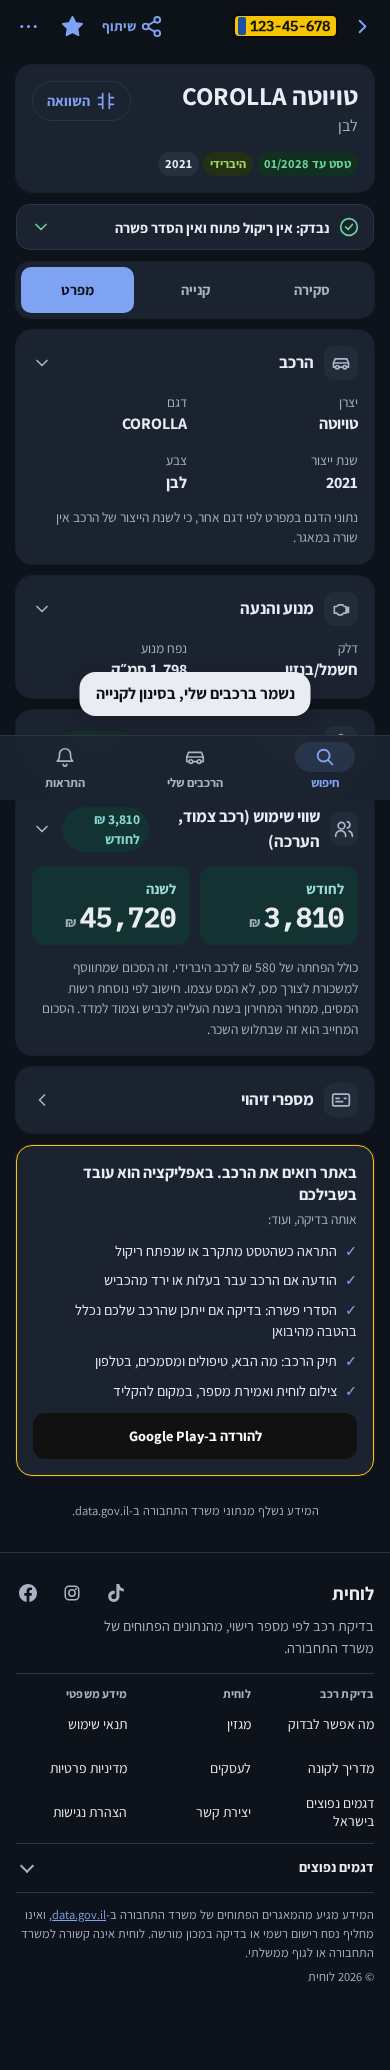 123-45-678
שיתוף
טויוטה COROLLA
השוואה
לבן
טסט עד 01/2028
היברידי
2021
נבדק: אין ריקול פתוח ואין הסדר פשרה
סקירה
קנייה
מפרט
הרכב
יצרן
דגם
טויוטה
COROLLA
שנת ייצור
צבע
2021
לבן
נתוני הדגם במפרט לפי דגם אחר, כי לשנת הייצור של הרכב אין
שורה במאגר.
מנוע והנעה
דלק
נפח מנוע
חשמל/בנזין
1,798 סמ״ק
נשמר ברכבים שלי, בסינון לקנייה
חיפוש
הרכבים שלי
התראות
שווי שימוש (רכב צמוד,
הערכה)
3,810 ₪
לחודש
לחודש
3,810 ₪
לשנה
45,720 ₪
כולל הפחתה של 580 ₪ לרכב היברידי. זה הסכום שמתווסף
למשכורת לצורך מס, לא המס עצמו. חישוב לפי נוסחת רשות
המסים, ממחיר המחירון בשנת העלייה לכביש וצמוד למדד. הסכום
המחייב הוא זה שבתלוש השכר.
מספרי זיהוי
באתר רואים את הרכב. באפליקציה הוא עובד
בשבילכם
אותה בדיקה, ועוד:
✓ התראה כשהטסט מתקרב או שנפתח ריקול
✓ הודעה אם הרכב עבר בעלות או ירד מהכביש
✓ הסדרי פשרה: בדיקה אם ייתכן שהרכב שלכם נכלל
בהטבה מהיבואן
✓ תיק הרכב: מה הבא, טיפולים ומסמכים, בטלפון
✓ צילום לוחית ואמירת מספר, במקום להקליד
להורדה ב-Google Play
המידע נשלף מנתוני משרד התחבורה ב-data.gov.il.
לוחית
בדיקת רכב לפי מספר רישוי, מהנתונים הפתוחים של
משרד התחבורה.
בדיקת רכב
לוחית
מידע משפטי
מה אפשר לבדוק
מגזין
תנאי שימוש
מדריך לקונה
לעסקים
מדיניות פרטיות
דגמים נפוצים
בישראל
יצירת קשר
הצהרת נגישות
דגמים נפוצים
המידע מגיע מהמאגרים הפתוחים של משרד התחבורה ב-data.gov.il, ואינו
מחליף נסח רישום רשמי או בדיקה במכון מורשה. לוחית אינה קשורה למשרד
התחבורה או לגוף ממשלתי.
© 2026 לוחית